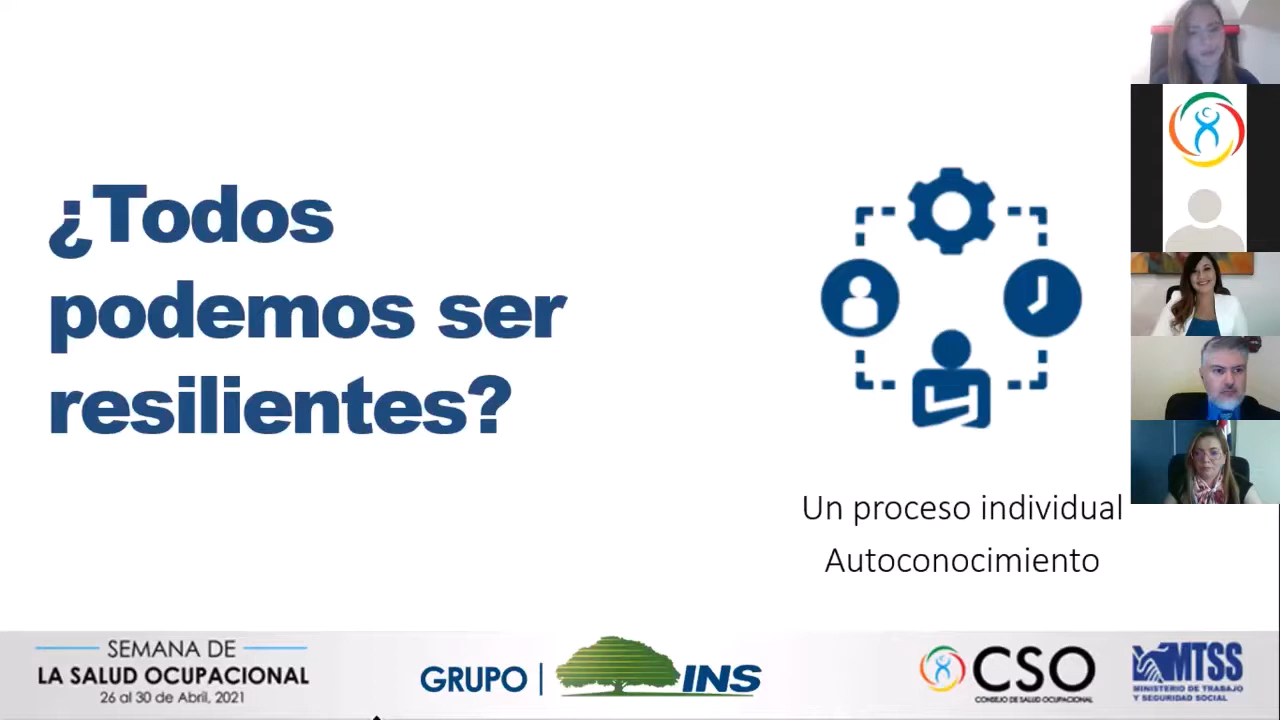 ¿Todos
podemos ser
resilientes?
Un proceso individual
Autoconocimiento
SEMANA DE
LA SALUD OCUPACIONAL
26 al 30 de Abril, 2021
GRUPO | INS
CSO
CONSEJO DE SALUD OCUPACIONAL
MTSS
MINISTERIO DE TRABAJO
Y SEGURIDAD SOCIAL